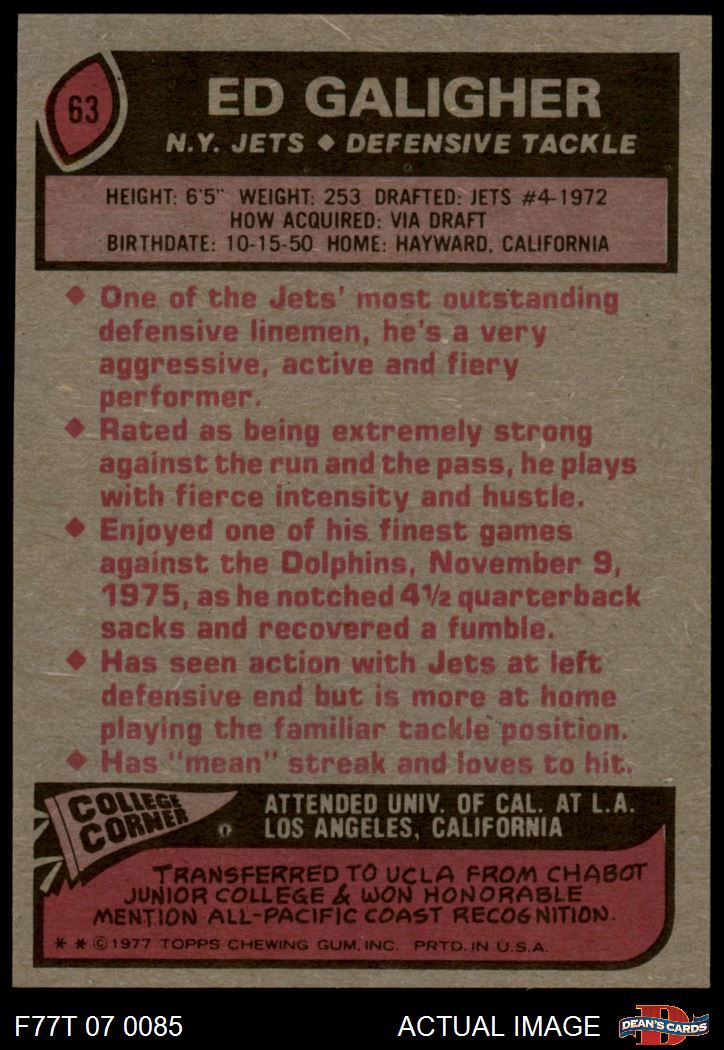 63
ED GALIGHER
N.Y. JETS ◆ DEFENSIVE TACKLE
HEIGHT: 6'5" WEIGHT: 253 DRAFTED: JETS #4-1972
HOW ACQUIRED: VIA DRAFT
BIRTHDATE: 10-15-50 HOME: HAYWARD, CALIFORNIA
◆ One of the Jets' most outstanding
defensive linemen, he's a very
aggressive, active and fiery
performer.
◆ Rated as being extremely strong
against the run and the pass, he plays
with fierce intensity and hustle.
◆ Enjoyed one of his finest games
against the Dolphins, November 9,
1975, as he notched 4½ quarterback
sacks and recovered a fumble.
◆ Has seen action with Jets at left
defensive end but is more at home
playing the familiar tackle position.
◆ Has "mean" streak and loves to hit.
COLLEGE
CORNER
ATTENDED UNIV. OF CAL. AT L.A.
LOS ANGELES, CALIFORNIA
TRANSFERRED TO UCLA FROM CHABOT
JUNIOR COLLEGE & WON HONORABLE
MENTION ALL-PACIFIC COAST RECOGNITION.
* * © 1977 TOPPS CHEWING GUM, INC. PRTD. IN U.S.A.
F77T 07 0085
ACTUAL IMAGE
D
DEAN'S CARDS